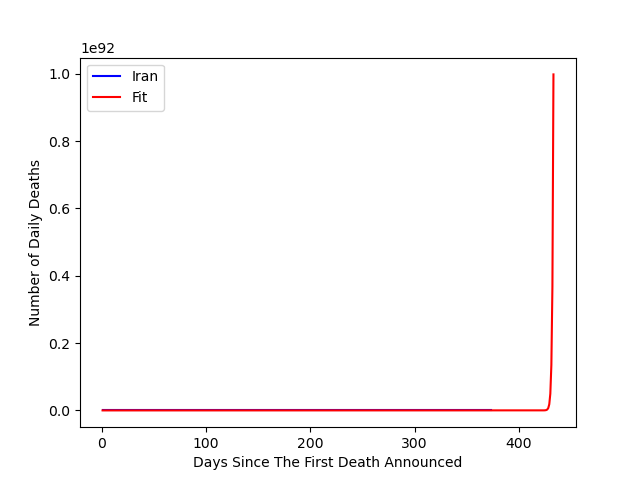 1e92
1.0
0.8
0.6
0.4
0.2
0.0
Iran
Fit
Number of Daily Deaths
0 100 200 300 400
Days Since The First Death Announced